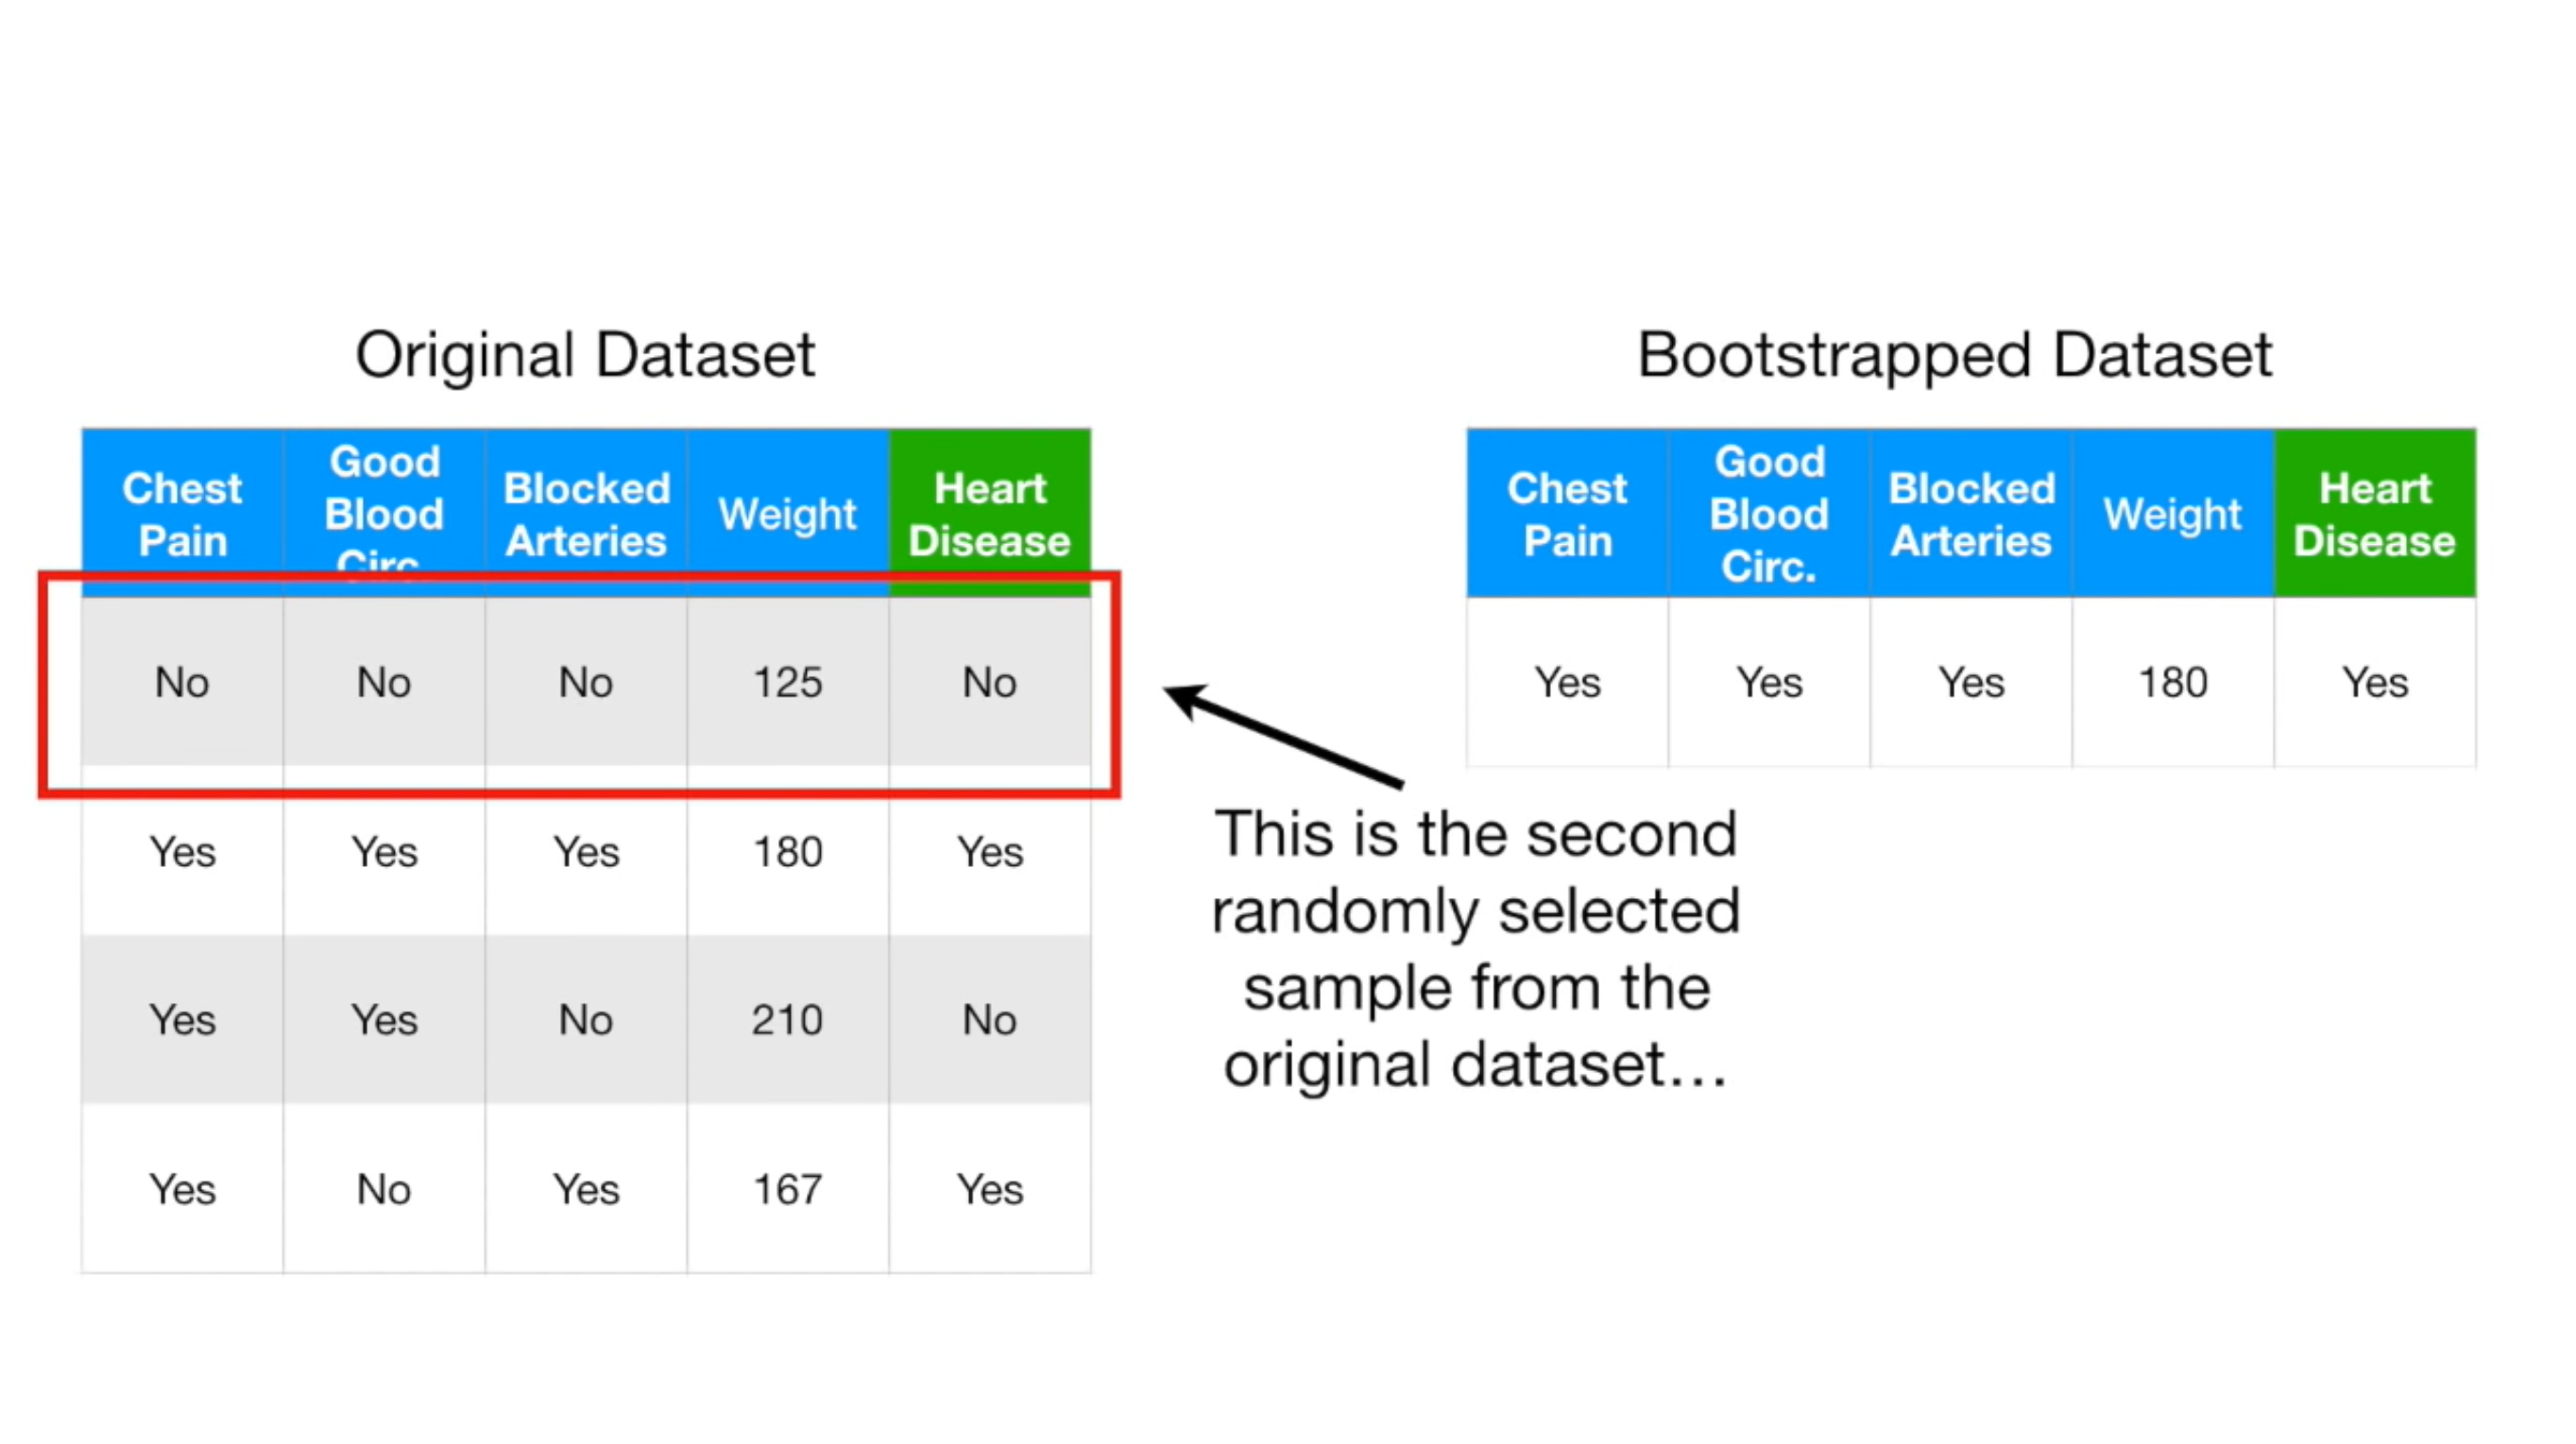 Original Dataset
Chest Pain Good Blood Circ. Blocked Arteries Weight Heart Disease
No No No 125 No
Yes Yes Yes 180 Yes
Yes Yes No 210 No
Yes No Yes 167 Yes
Bootstrapped Dataset
Chest Pain Good Blood Circ. Blocked Arteries Weight Heart Disease
Yes Yes Yes 180 Yes
This is the second
randomly selected
sample from the
original dataset…